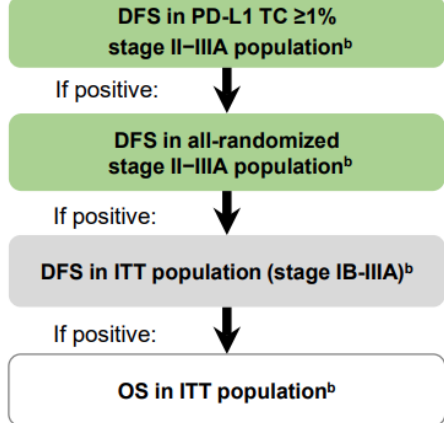 DFS in PD-L1 TC ≥1%
stage II–IIIA populationᵇ
If positive:
DFS in all-randomized
stage II–IIIA populationᵇ
If positive:
DFS in ITT population (stage IB-IIIA)ᵇ
If positive:
OS in ITT populationᵇ